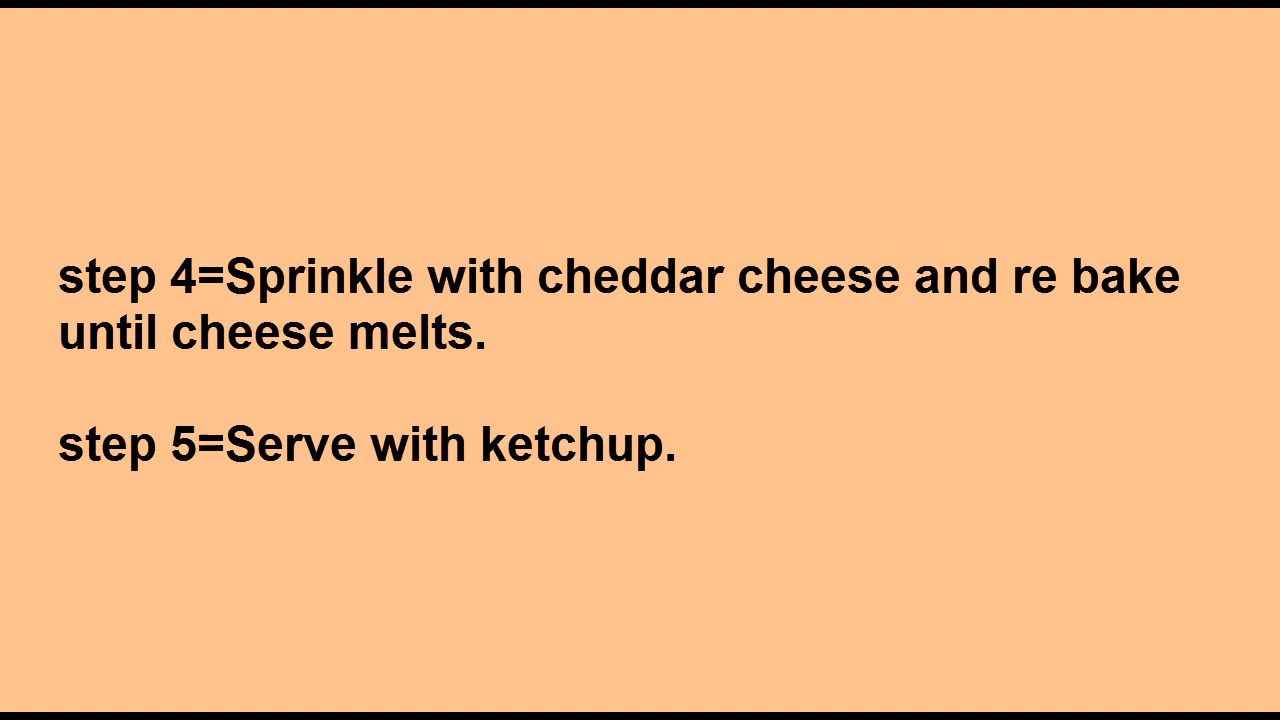 step 4=Sprinkle with cheddar cheese and re bake
until cheese melts.
step 5=Serve with ketchup.